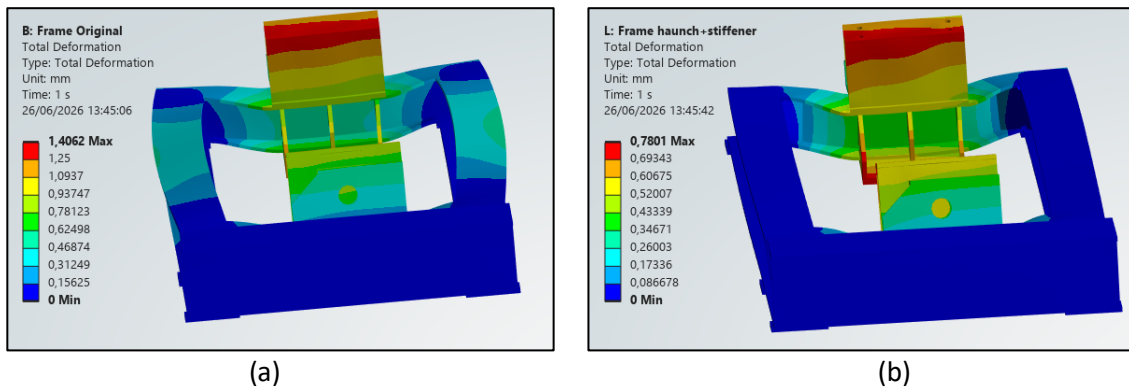 B: Frame Original
Total Deformation
Type: Total Deformation
Unit: mm
Time: 1 s
26/06/2026 13:45:06
1,4062 Max
1,25
1,0937
0,93747
0,78123
0,62498
0,46874
0,31249
0,15625
0 Min
(a)
L: Frame haunch+stiffener
Total Deformation
Type: Total Deformation
Unit: mm
Time: 1 s
26/06/2026 13:45:42
0,7801 Max
0,69343
0,60675
0,52007
0,43339
0,34671
0,26003
0,17336
0,086678
0 Min
(b)